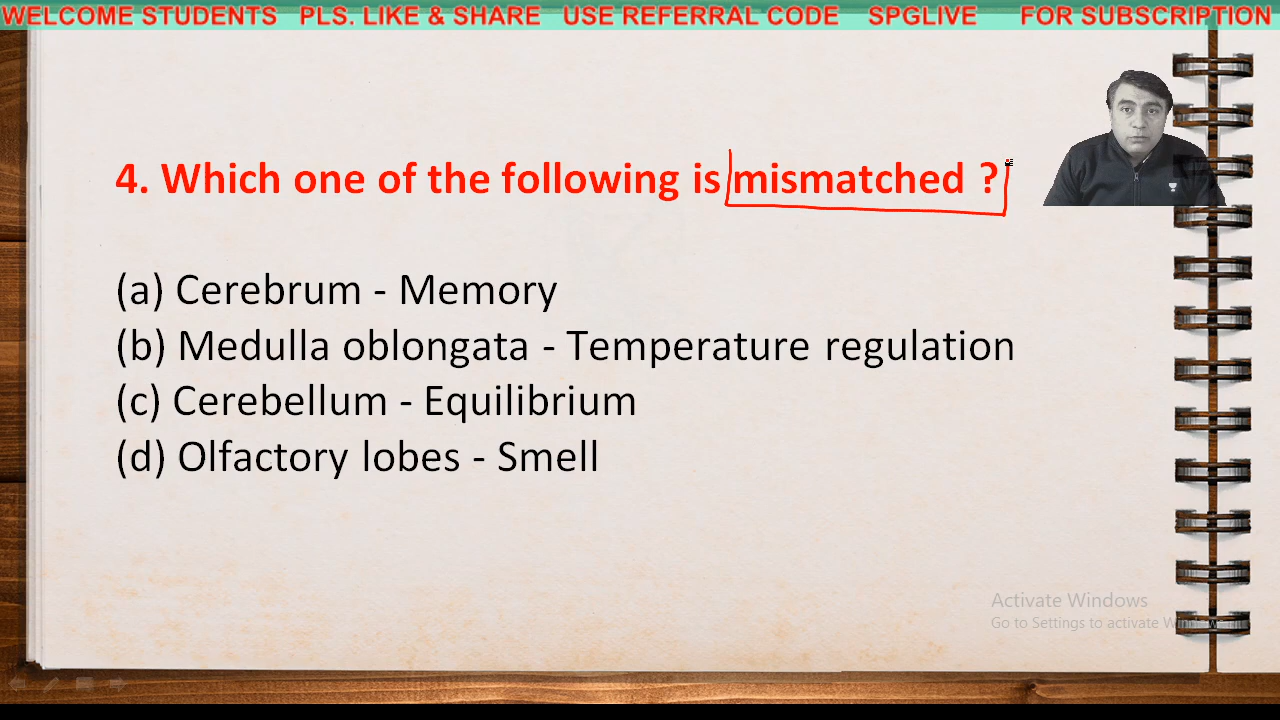 WELCOME STUDENTS PLS. LIKE & SHARE USE REFERRAL CODE SPGLIVE FOR SUBSCRIPTION
4. Which one of the following is mismatched ?
(a) Cerebrum - Memory
(b) Medulla oblongata - Temperature regulation
(c) Cerebellum - Equilibrium
(d) Olfactory lobes - Smell
Activate Windows
Go to Settings to activate